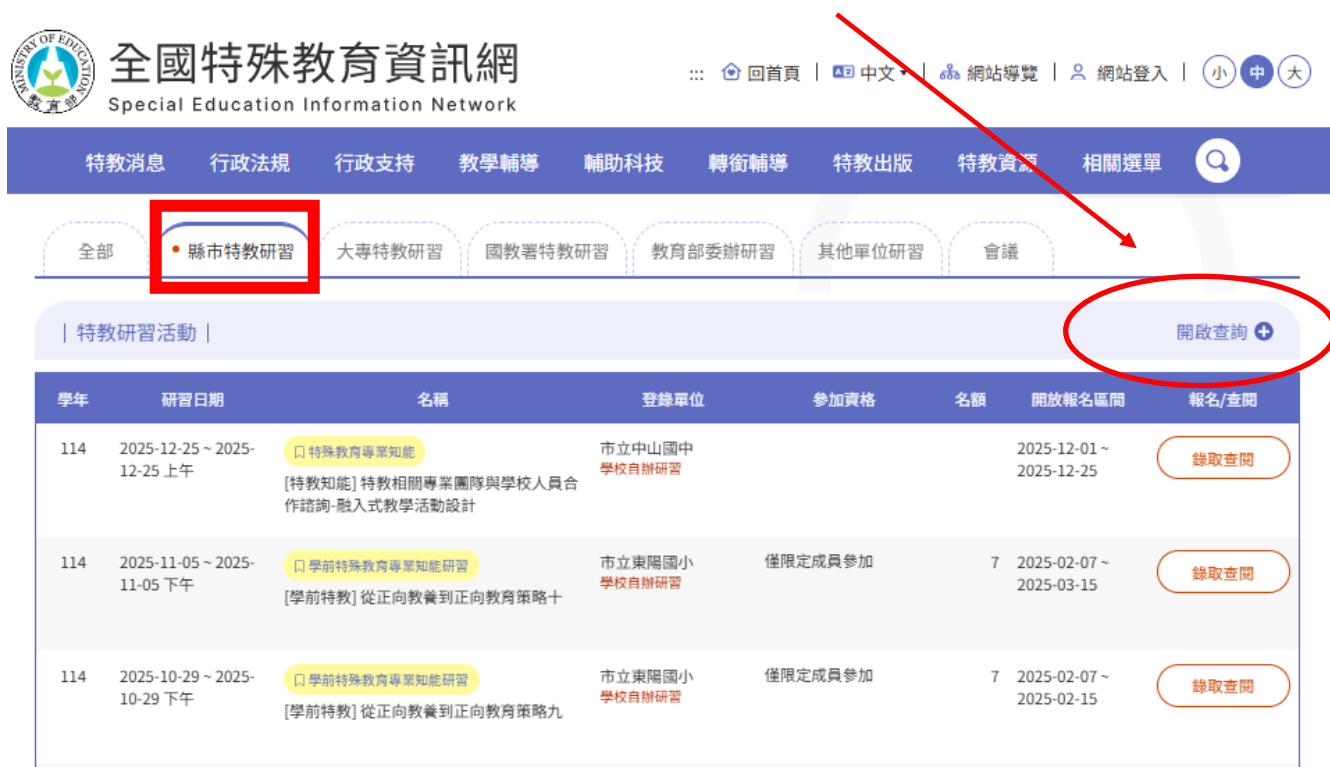 MINISTRY OF EDUCATION
教育部
全國特殊教育資訊網
Special Education Information Network
::: 回首頁 | 中文 | 網站導覽 | 網站登入 | 小 中 大
特教消息 行政法規 行政支持 教學輔導 輔助科技 轉銜輔導 特教出版 特教資源 相關選單
全部 縣市特教研習 大專特教研習 國教署特教研習 教育部委辦研習 其他單位研習 會議
| 特教研習活動 | 開啟查詢
學年 研習日期 名稱 登錄單位 參加資格 名額 開放報名區間 報名/查閱
114 2025-12-25 ~ 2025- 特殊教育專業知能 市立中山國中 2025-12-01 ~ 錄取查閱
12-25 上午 [特教知能] 特教相關專業團隊與學校人員合 學校自辦研習 2025-12-25
作諮詢-融入式教學活動設計
114 2025-11-05 ~ 2025- 學前特殊教育專業知能研習 市立東陽國小 僅限定成員參加 7 2025-02-07 ~ 錄取查閱
11-05 下午 [學前特教] 從正向教養到正向教育策略十 學校自辦研習 2025-03-15
114 2025-10-29 ~ 2025- 學前特殊教育專業知能研習 市立東陽國小 僅限定成員參加 7 2025-02-07 ~ 錄取查閱
10-29 下午 [學前特教] 從正向教養到正向教育策略九 學校自辦研習 2025-02-15